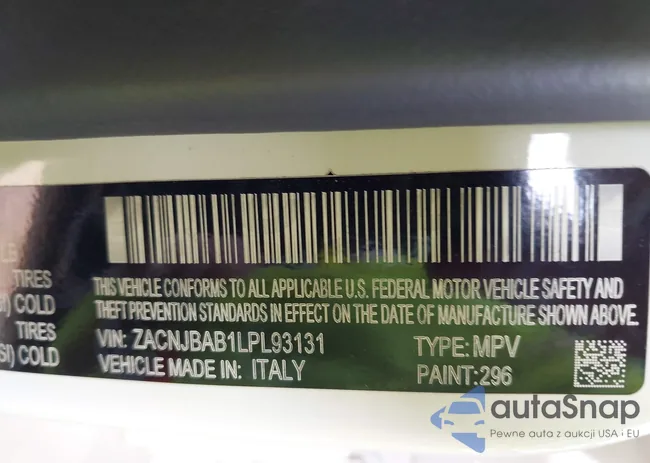 TIRES
THIS VEHICLE CONFORMS TO ALL APPLICABLE U.S. FEDERAL MOTOR VEHICLE SAFETY AND
COLD
THEFT PREVENTION STANDARDS IN EFFECT ON THE DATE OF MANUFACTURE SHOWN ABOVE.
TIRES
VIN: ZACNJBAB1LPL93131 TYPE: MPV
SI) COLD
VEHICLE MADE IN: ITALY PAINT: 296
autaSnap
Pewne auta z aukcji USA i EU